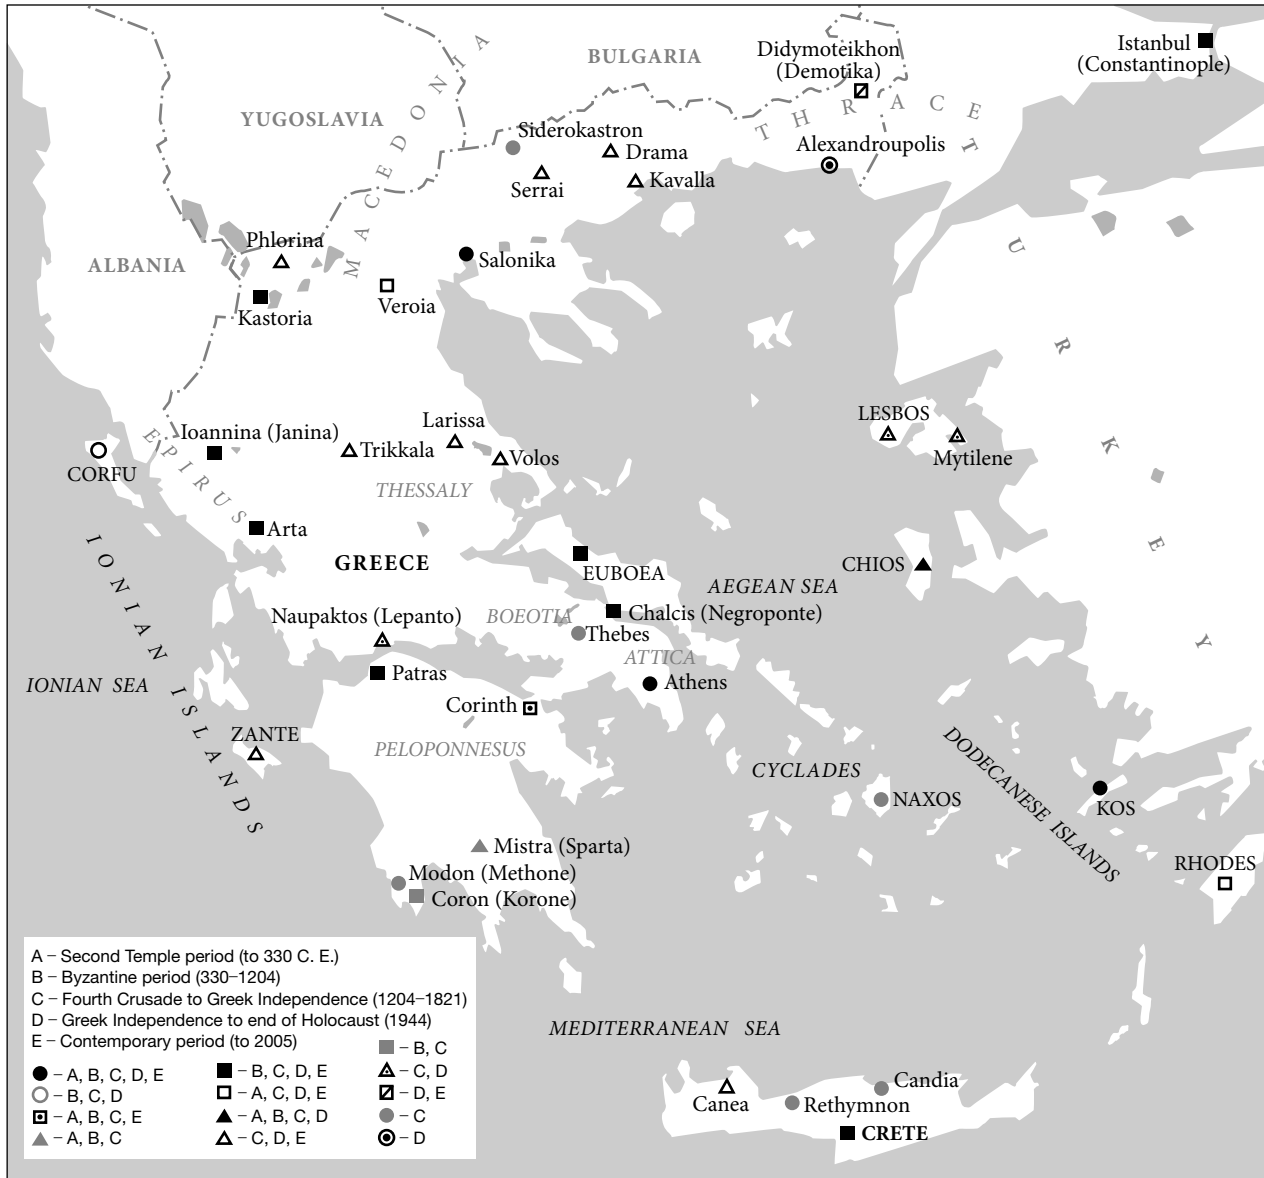 BULGARIA
Didymoteikhon
(Demotika)
Istanbul
(Constantinople)
YUGOSLAVIA
MACEDONIA
THRACE
Siderokastron
Drama
Alexandroupolis
Serrai
Kavalla
TURKEY
Phlorina
ALBANIA
Salonika
Kastoria
Veroia
Larissa
LESBOS
Ioannina (Janina)
Trikkala
Volos
Mytilene
CORFU
EPIRUS
THESSALY
Arta
GREECE
EUBOEA
CHIOS
AEGEAN SEA
Naupaktos (Lepanto)
BOEOTIA
Chalcis (Negroponte)
Thebes
ATTICA
IONIAN SEA
IONIAN ISLANDS
Patras
Athens
Corinth
ZANTE
PELOPONNESUS
CYCLADES
DODECANESE ISLANDS
NAXOS
KOS
Mistra (Sparta)
RHODES
Modon (Methone)
Coron (Korone)
MEDITERRANEAN SEA
Candia
Canea
Rethymnon
CRETE
A – Second Temple period (to 330 C. E.)
B – Byzantine period (330–1204)
C – Fourth Crusade to Greek Independence (1204–1821)
D – Greek Independence to end of Holocaust (1944)
E – Contemporary period (to 2005)
– A, B, C, D, E
– B, C, D
– A, B, C, E
– A, B, C
– B, C, D, E
– A, C, D, E
– A, B, C, D
– C, D, E
– B, C
– C, D
– D, E
– C
– D